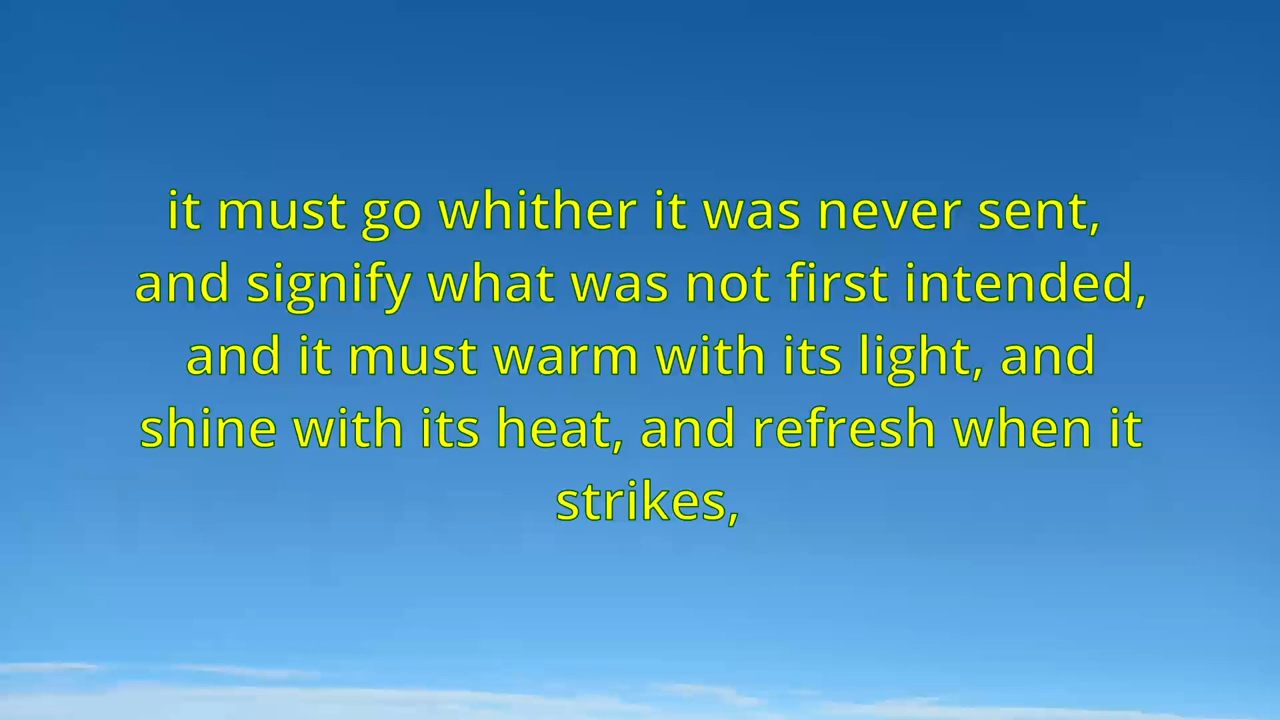 it must go whither it was never sent,
and signify what was not first intended,
and it must warm with its light, and
shine with its heat, and refresh when it
strikes,